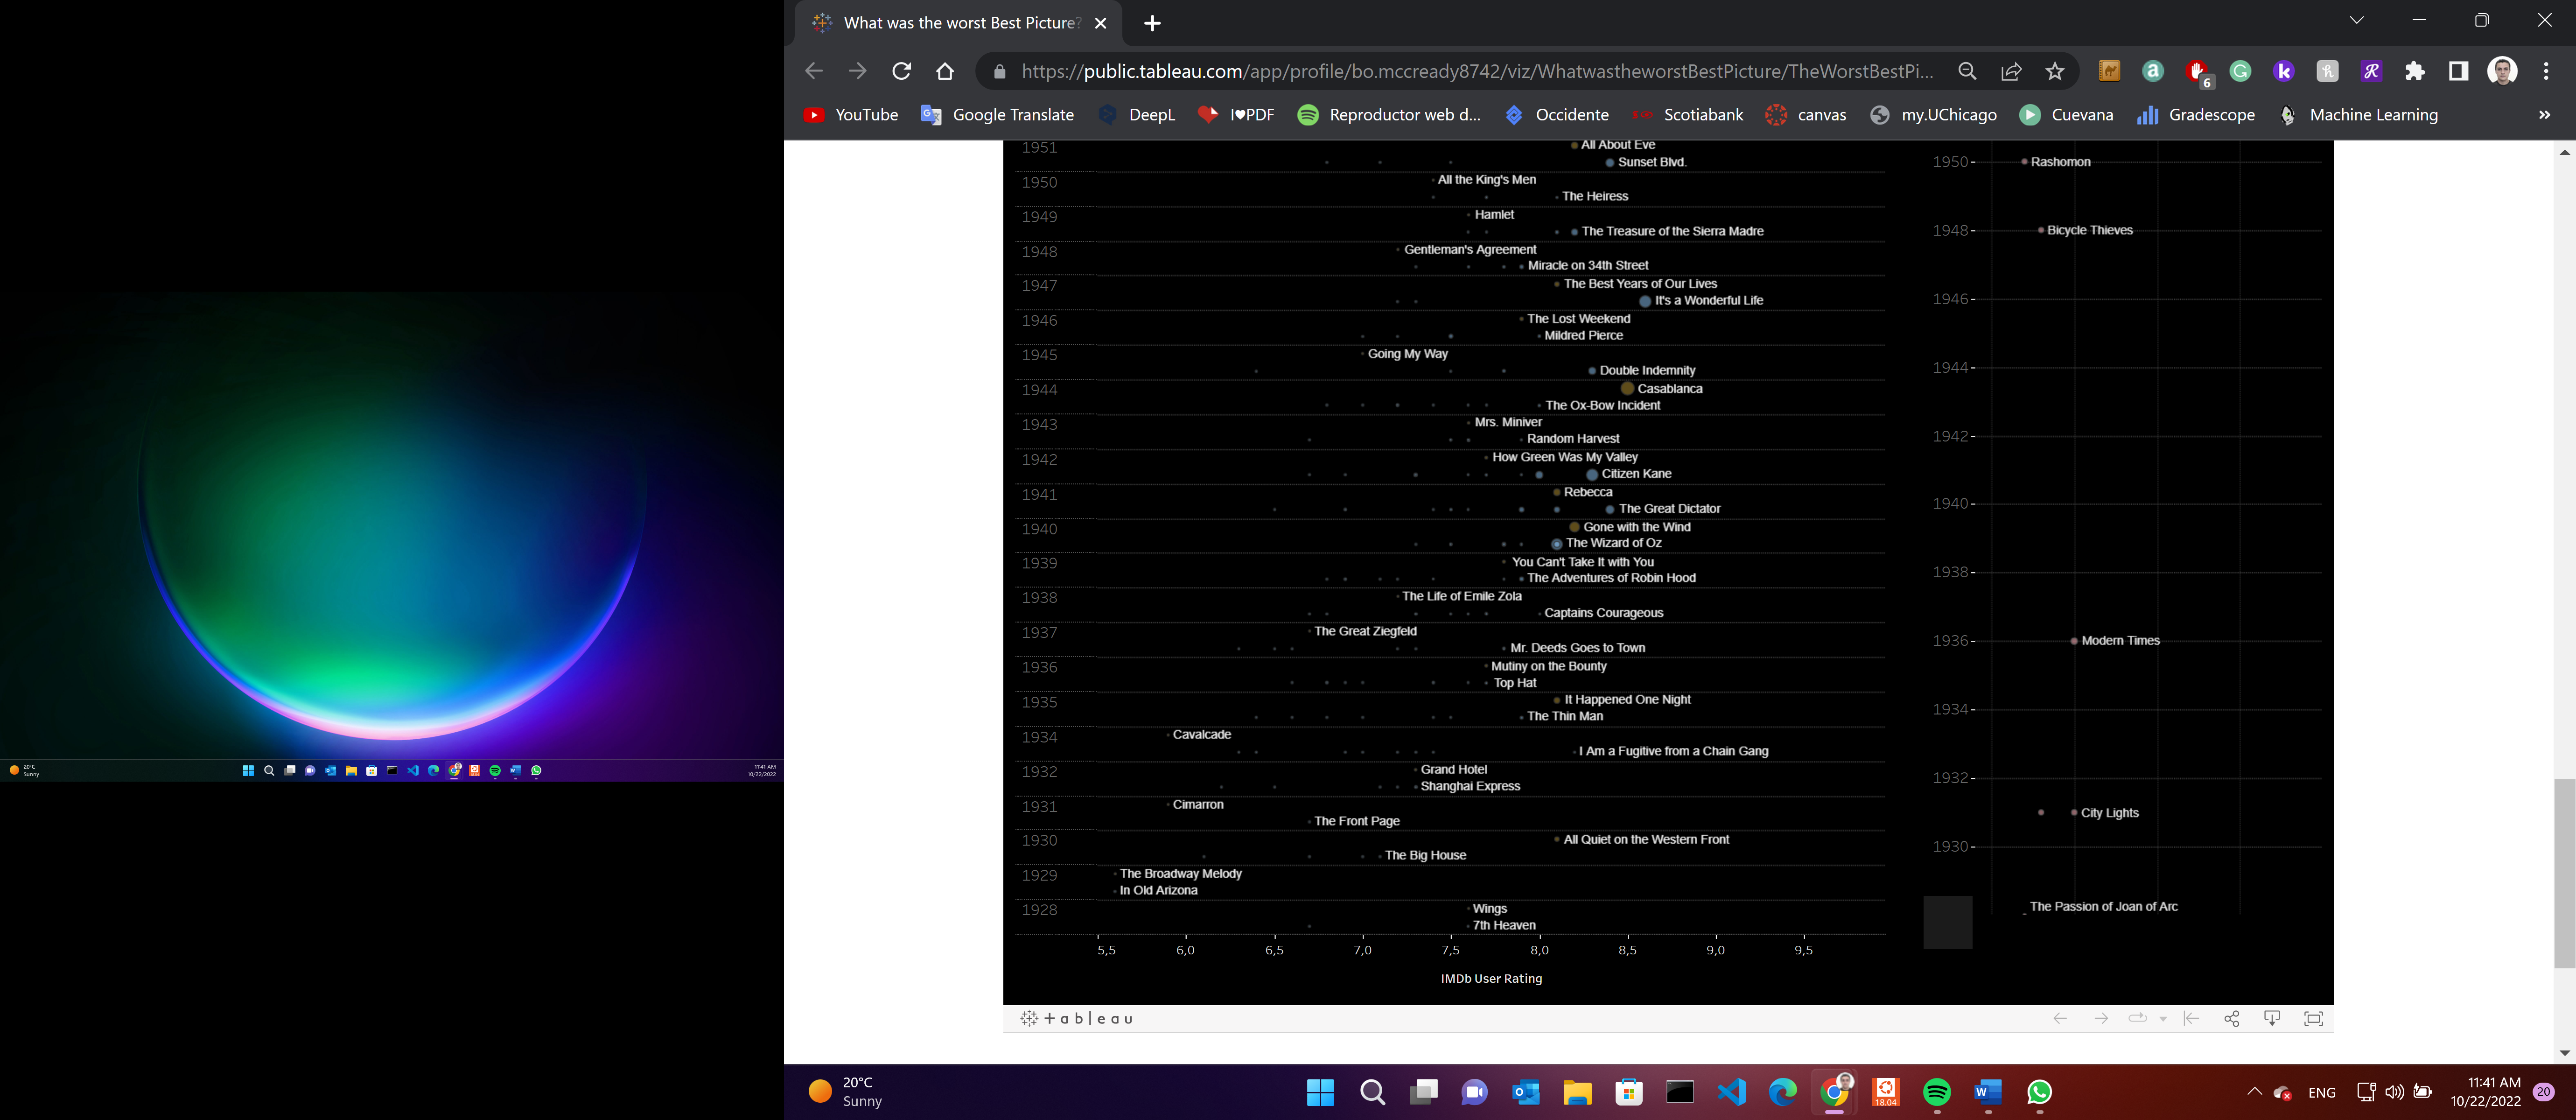 What was the worst Best Picture?
https://public.tableau.com/app/profile/bo.mccready8742/viz/WhatwastheworstBestPicture/TheWorstBestPi...
6
YouTube
Google Translate
DeepL
I♥PDF
Reproductor web d...
Occidente
Scotiabank
canvas
my.UChicago
Cuevana
Gradescope
Machine Learning
»
1951
All About Eve
Sunset Blvd.
1950
All the King's Men
The Heiress
1949
Hamlet
The Treasure of the Sierra Madre
1948
Gentleman's Agreement
Miracle on 34th Street
1947
The Best Years of Our Lives
It's a Wonderful Life
1946
The Lost Weekend
Mildred Pierce
1945
Going My Way
Double Indemnity
1944
Casablanca
The Ox-Bow Incident
1943
Mrs. Miniver
Random Harvest
1942
How Green Was My Valley
Citizen Kane
1941
Rebecca
The Great Dictator
1940
Gone with the Wind
The Wizard of Oz
1939
You Can't Take It with You
The Adventures of Robin Hood
1938
The Life of Emile Zola
Captains Courageous
1937
The Great Ziegfeld
Mr. Deeds Goes to Town
1936
Mutiny on the Bounty
Top Hat
1935
It Happened One Night
The Thin Man
1934
Cavalcade
I Am a Fugitive from a Chain Gang
1932
Grand Hotel
Shanghai Express
1931
Cimarron
The Front Page
1930
All Quiet on the Western Front
The Big House
1929
The Broadway Melody
In Old Arizona
1928
Wings
7th Heaven
5,5 6,0 6,5 7,0 7,5 8,0 8,5 9,0 9,5
IMDb User Rating
1950
Rashomon
1948
Bicycle Thieves
1946
1944
1942
1940
1938
1936
Modern Times
1934
1932
City Lights
1930
The Passion of Joan of Arc
+ a b l e a u
20°C
Sunny
11:41 AM
10/22/2022
20°C
Sunny
18.04
ENG
11:41 AM
10/22/2022
20